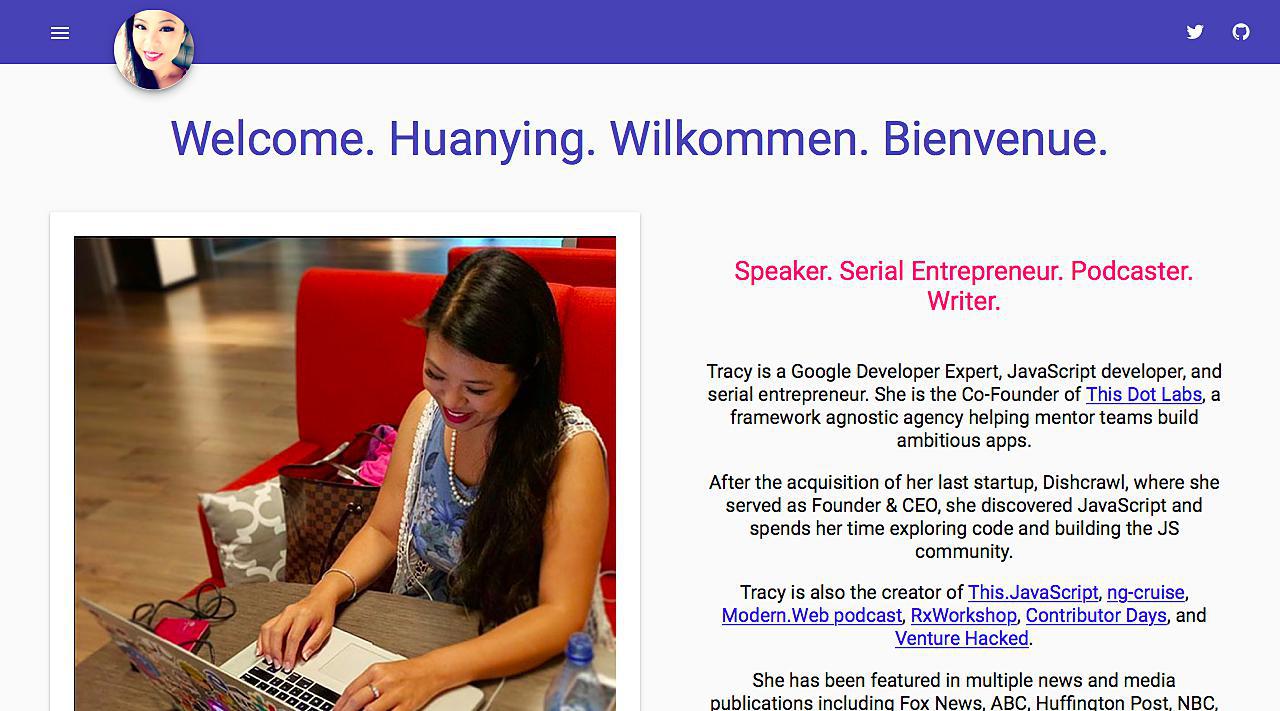 Welcome. Huanying. Wilkommen. Bienvenue.
Speaker. Serial Entrepreneur. Podcaster.
Writer.
Tracy is a Google Developer Expert, JavaScript developer, and
serial entrepreneur. She is the Co-Founder of This Dot Labs, a
framework agnostic agency helping mentor teams build
ambitious apps.
After the acquisition of her last startup, Dishcrawl, where she
served as Founder & CEO, she discovered JavaScript and
spends her time exploring code and building the JS
community.
Tracy is also the creator of This.JavaScript, ng-cruise,
Modern.Web podcast, RxWorkshop, Contributor Days, and
Venture Hacked.
She has been featured in multiple news and media
publications including Fox News, ABC, Huffington Post, NBC,